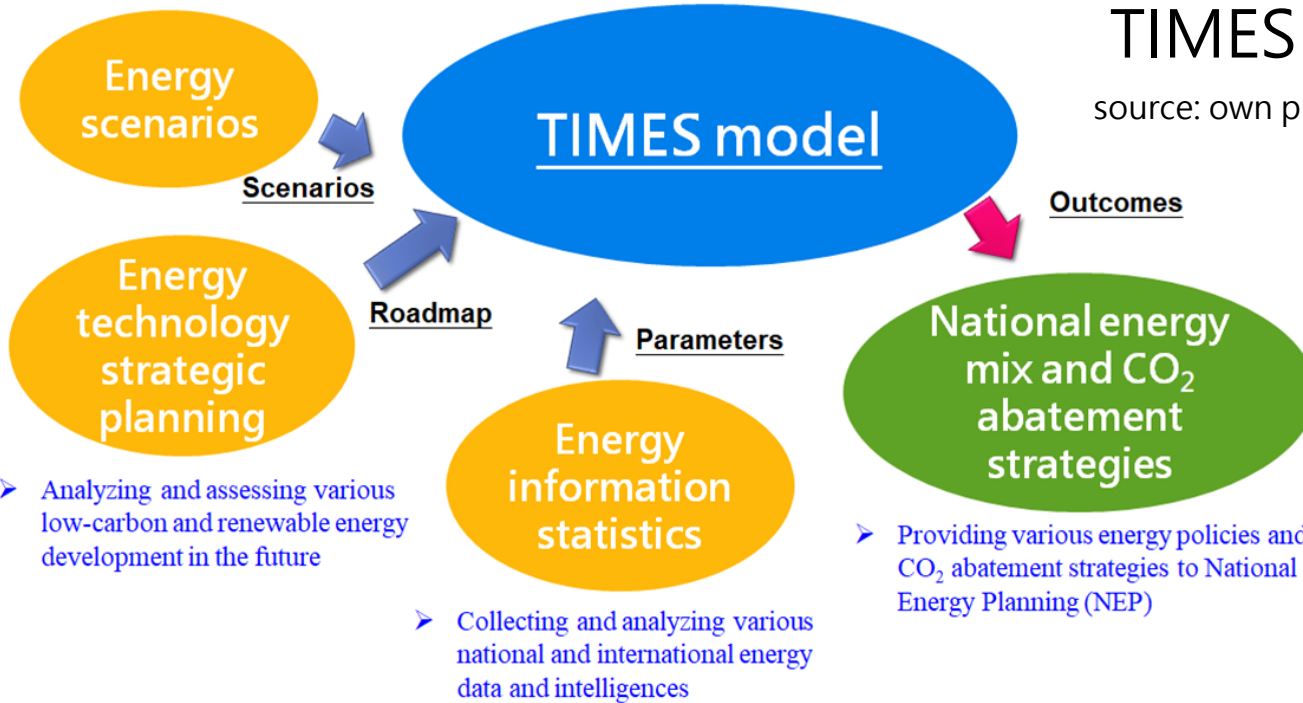 TIMES
source: own p
Energy
scenarios
TIMES model
Scenarios
Outcomes
Energy
technology
strategic
planning
Roadmap
Parameters
National energy
mix and CO₂
abatement
strategies
Energy
information
statistics
➢ Analyzing and assessing various
low-carbon and renewable energy
development in the future
➢ Providing various energy policies and
CO₂ abatement strategies to National
Energy Planning (NEP)
➢ Collecting and analyzing various
national and international energy
data and intelligences